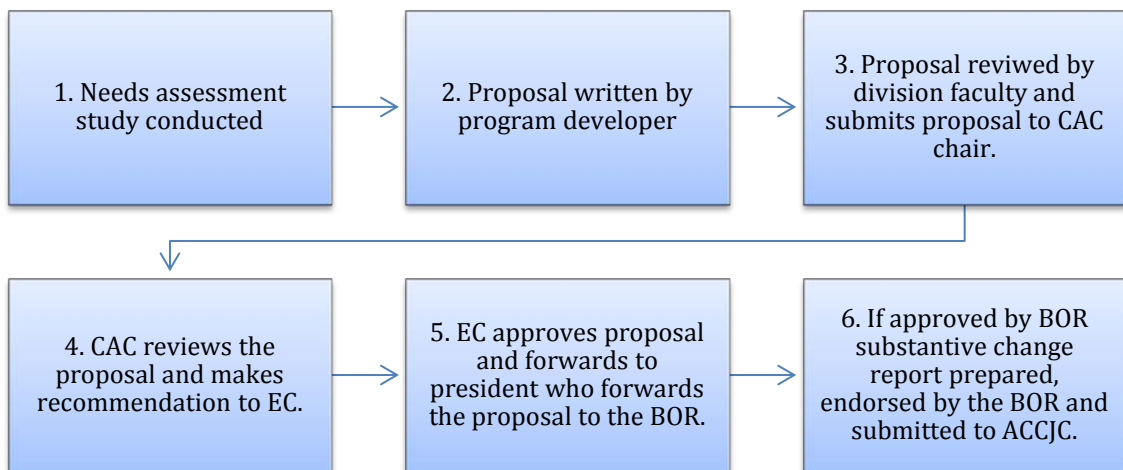 1. Needs assessment
study conducted
2. Proposal written by
program developer
3. Proposal reviwed by
division faculty and
submits proposal to CAC
chair.
4. CAC reviews the
proposal and makes
recommendation to EC.
5. EC approves proposal
and forwards to
president who forwards
the proposal to the BOR.
6. If approved by BOR
substantive change
report prepared,
endorsed by the BOR and
submitted to ACCJC.